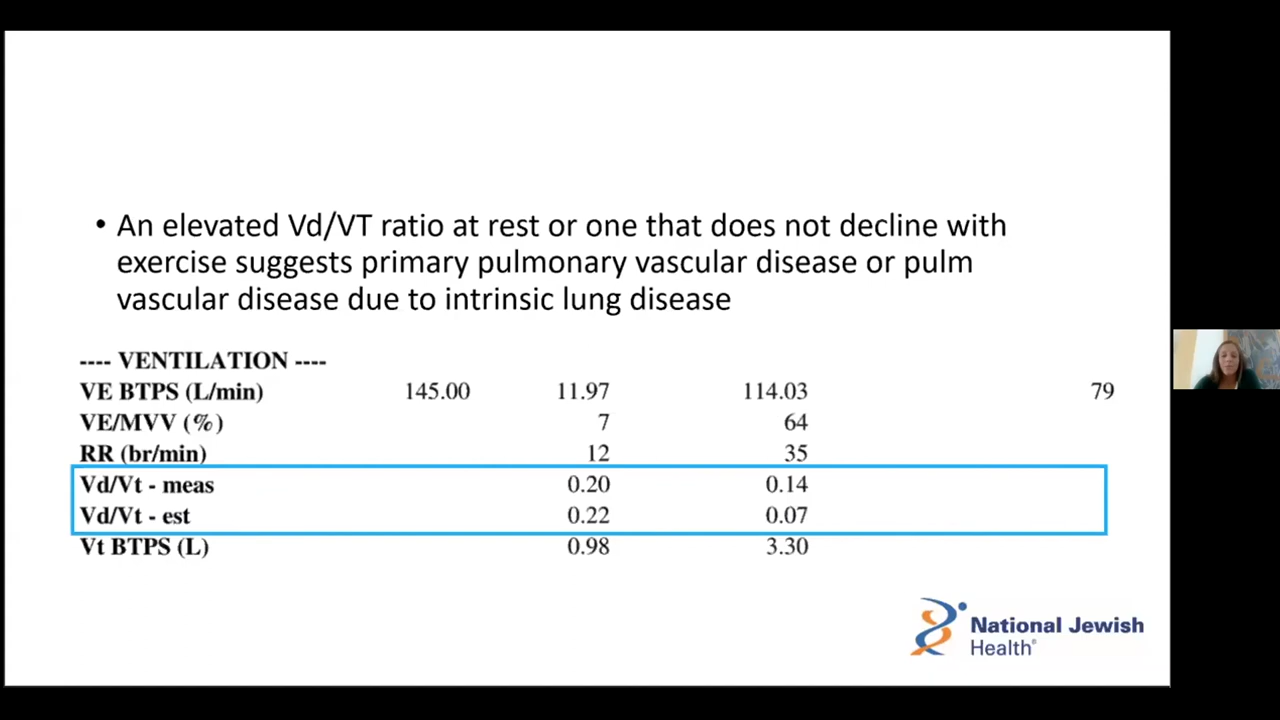 • An elevated Vd/VT ratio at rest or one that does not decline with
exercise suggests primary pulmonary vascular disease or pulm
vascular disease due to intrinsic lung disease
---- VENTILATION ----
VE BTPS (L/min) 145.00 11.97 114.03 79
VE/MVV (%) 7 64
RR (br/min) 12 35
Vd/Vt - meas 0.20 0.14
Vd/Vt - est 0.22 0.07
Vt BTPS (L) 0.98 3.30
National Jewish
Health®